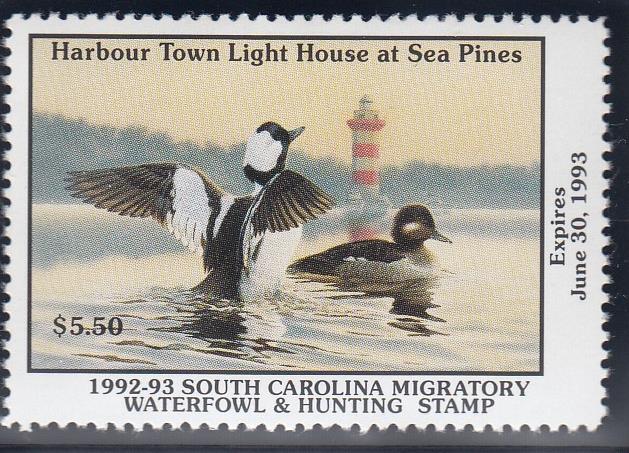 Harbour Town Light House at Sea Pines
$5.50
Expires
June 30, 1993
1992-93 SOUTH CAROLINA MIGRATORY
WATERFOWL & HUNTING STAMP